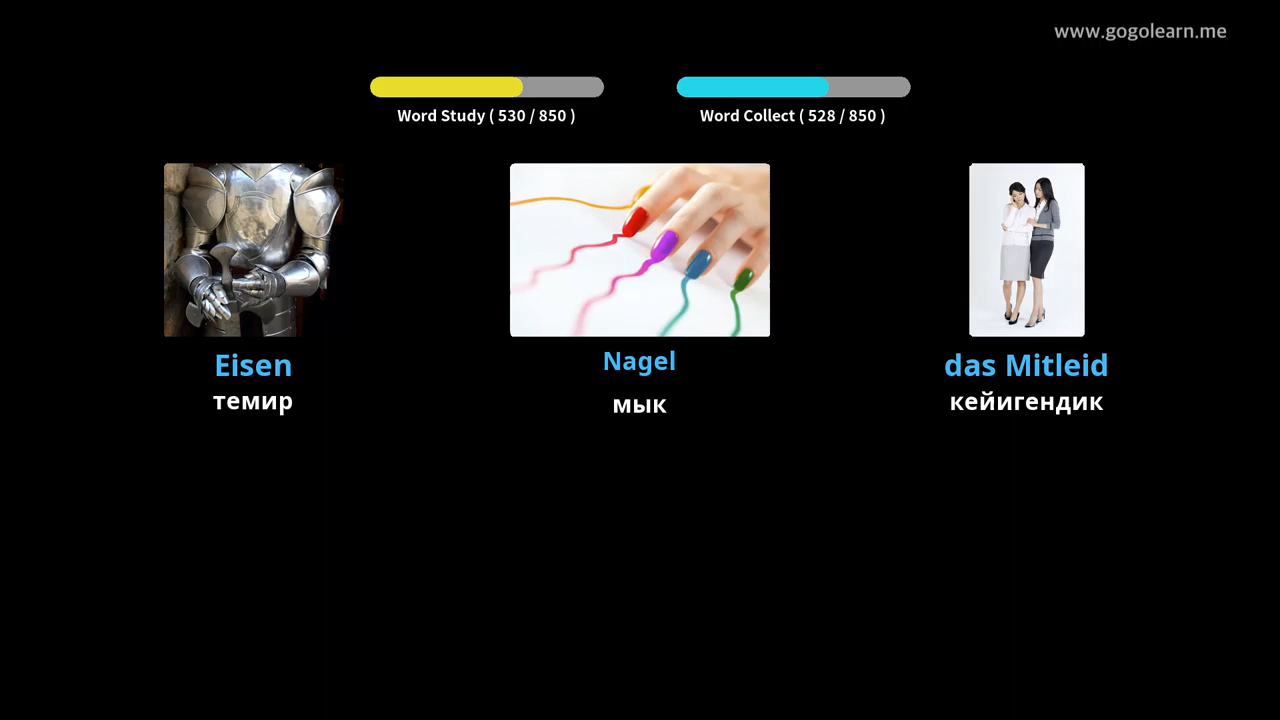 www.gogolearn.me
Word Study ( 530 / 850 )
Word Collect ( 528 / 850 )
Eisen
темир
Nagel
мык
das Mitleid
кейигендик